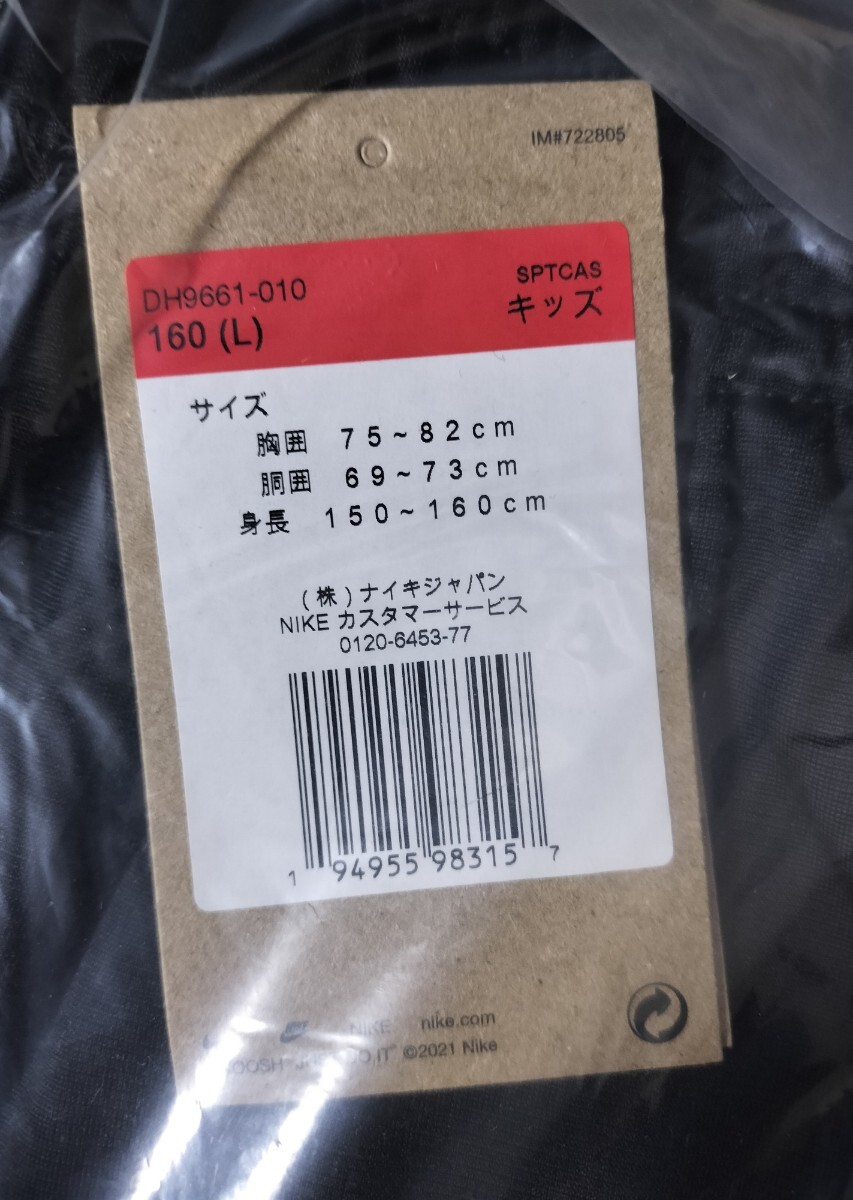 IM#722805
DH9661-010
160 (L)
SPTCAS
キッズ
サイズ
胸囲 75~82cm
胴囲 69~73cm
身長 150~160cm
(株)ナイキジャパン
NIKE カスタマーサービス
0120-6453-77
1 94955 98315 7
NIKE nike.com
IT ©2021 Nike